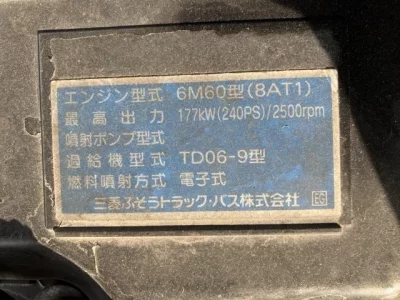 エンジン型式 6M60型(8AT1)
最高出力 177kW(240PS)/2500rpm
噴射ポンプ型式
過給機型式 TD06-9型
燃料噴射方式 電子式
三菱ふそうトラック・バス株式会社 EG